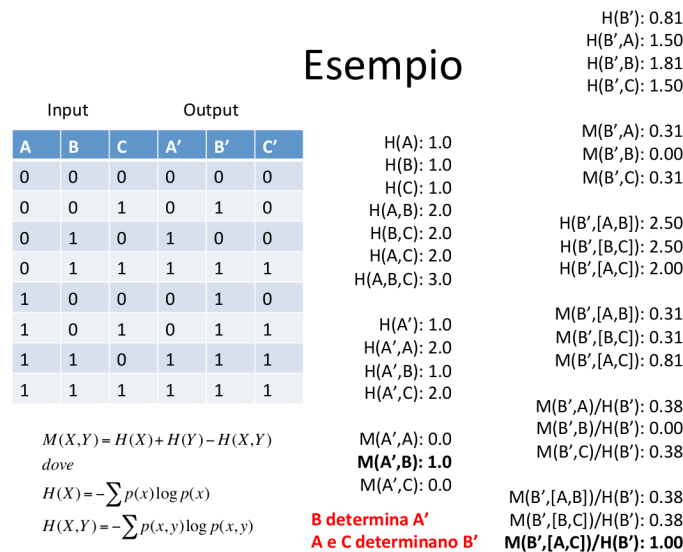 Esempio
Input Output
A B C A’ B’ C’
0 0 0 0 0 0
0 0 1 0 1 0
0 1 0 1 0 0
0 1 1 1 1 1
1 0 0 0 1 0
1 0 1 0 1 1
1 1 0 1 1 1
1 1 1 1 1 1
M(X,Y) = H(X) + H(Y) − H(X,Y)
dove
H(X) = −∑ p(x) log p(x)
H(X,Y) = −∑ p(x,y) log p(x,y)
H(A): 1.0
H(B): 1.0
H(C): 1.0
H(A,B): 2.0
H(B,C): 2.0
H(A,C): 2.0
H(A,B,C): 3.0
H(A’): 1.0
H(A’,A): 2.0
H(A’,B): 1.0
H(A’,C): 2.0
M(A’,A): 0.0
M(A’,B): 1.0
M(A’,C): 0.0
B determina A’
A e C determinano B’
H(B’): 0.81
H(B’,A): 1.50
H(B’,B): 1.81
H(B’,C): 1.50
M(B’,A): 0.31
M(B’,B): 0.00
M(B’,C): 0.31
H(B’,[A,B]): 2.50
H(B’,[B,C]): 2.50
H(B’,[A,C]): 2.00
M(B’,[A,B]): 0.31
M(B’,[B,C]): 0.31
M(B’,[A,C]): 0.81
M(B’,A)/H(B’): 0.38
M(B’,B)/H(B’): 0.00
M(B’,C)/H(B’): 0.38
M(B’,[A,B])/H(B’): 0.38
M(B’,[B,C])/H(B’): 0.38
M(B’,[A,C])/H(B’): 1.00